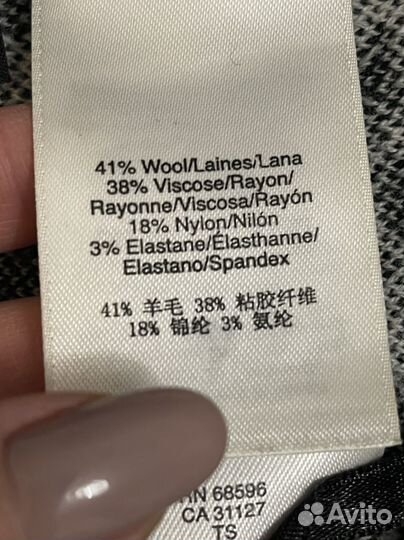 41% Wool/Laines/Lana
38% Viscose/Rayon/
Rayonne/Viscosa/Rayón
18% Nylon/Nilón
3% Elastane/Élasthanne/
Elastano/Spandex
41% 羊毛 38% 粘胶纤维
18% 锦纶 3% 氨纶
RN 68596
CA 31127
TS
Avito